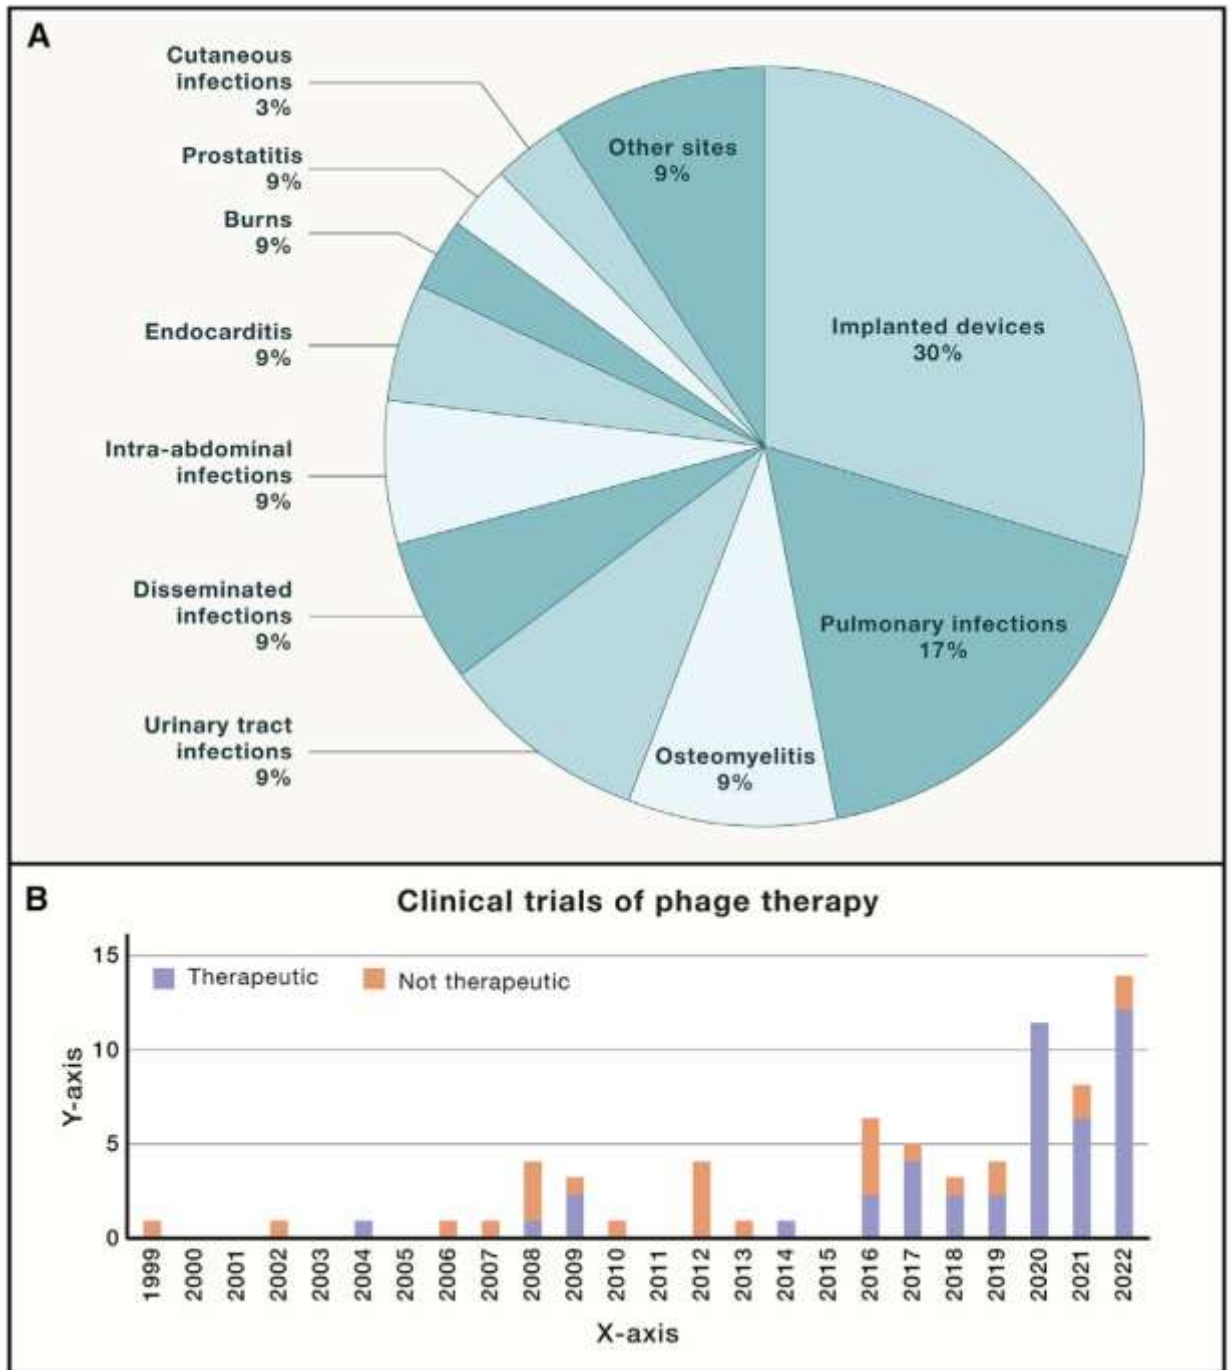 A
Cutaneous
infections
3%
Prostatitis
9%
Burns
9%
Endocarditis
9%
Intra-abdominal
infections
9%
Disseminated
infections
9%
Urinary tract
infections
9%
Other sites
9%
Implanted devices
30%
Pulmonary infections
17%
Osteomyelitis
9%
B
Clinical trials of phage therapy
Therapeutic
Not therapeutic
Y-axis
15
10
5
0
1999 2000 2001 2002 2003 2004 2005 2006 2007 2008 2009 2010 2011 2012 2013 2014 2015 2016 2017 2018 2019 2020 2021 2022
X-axis